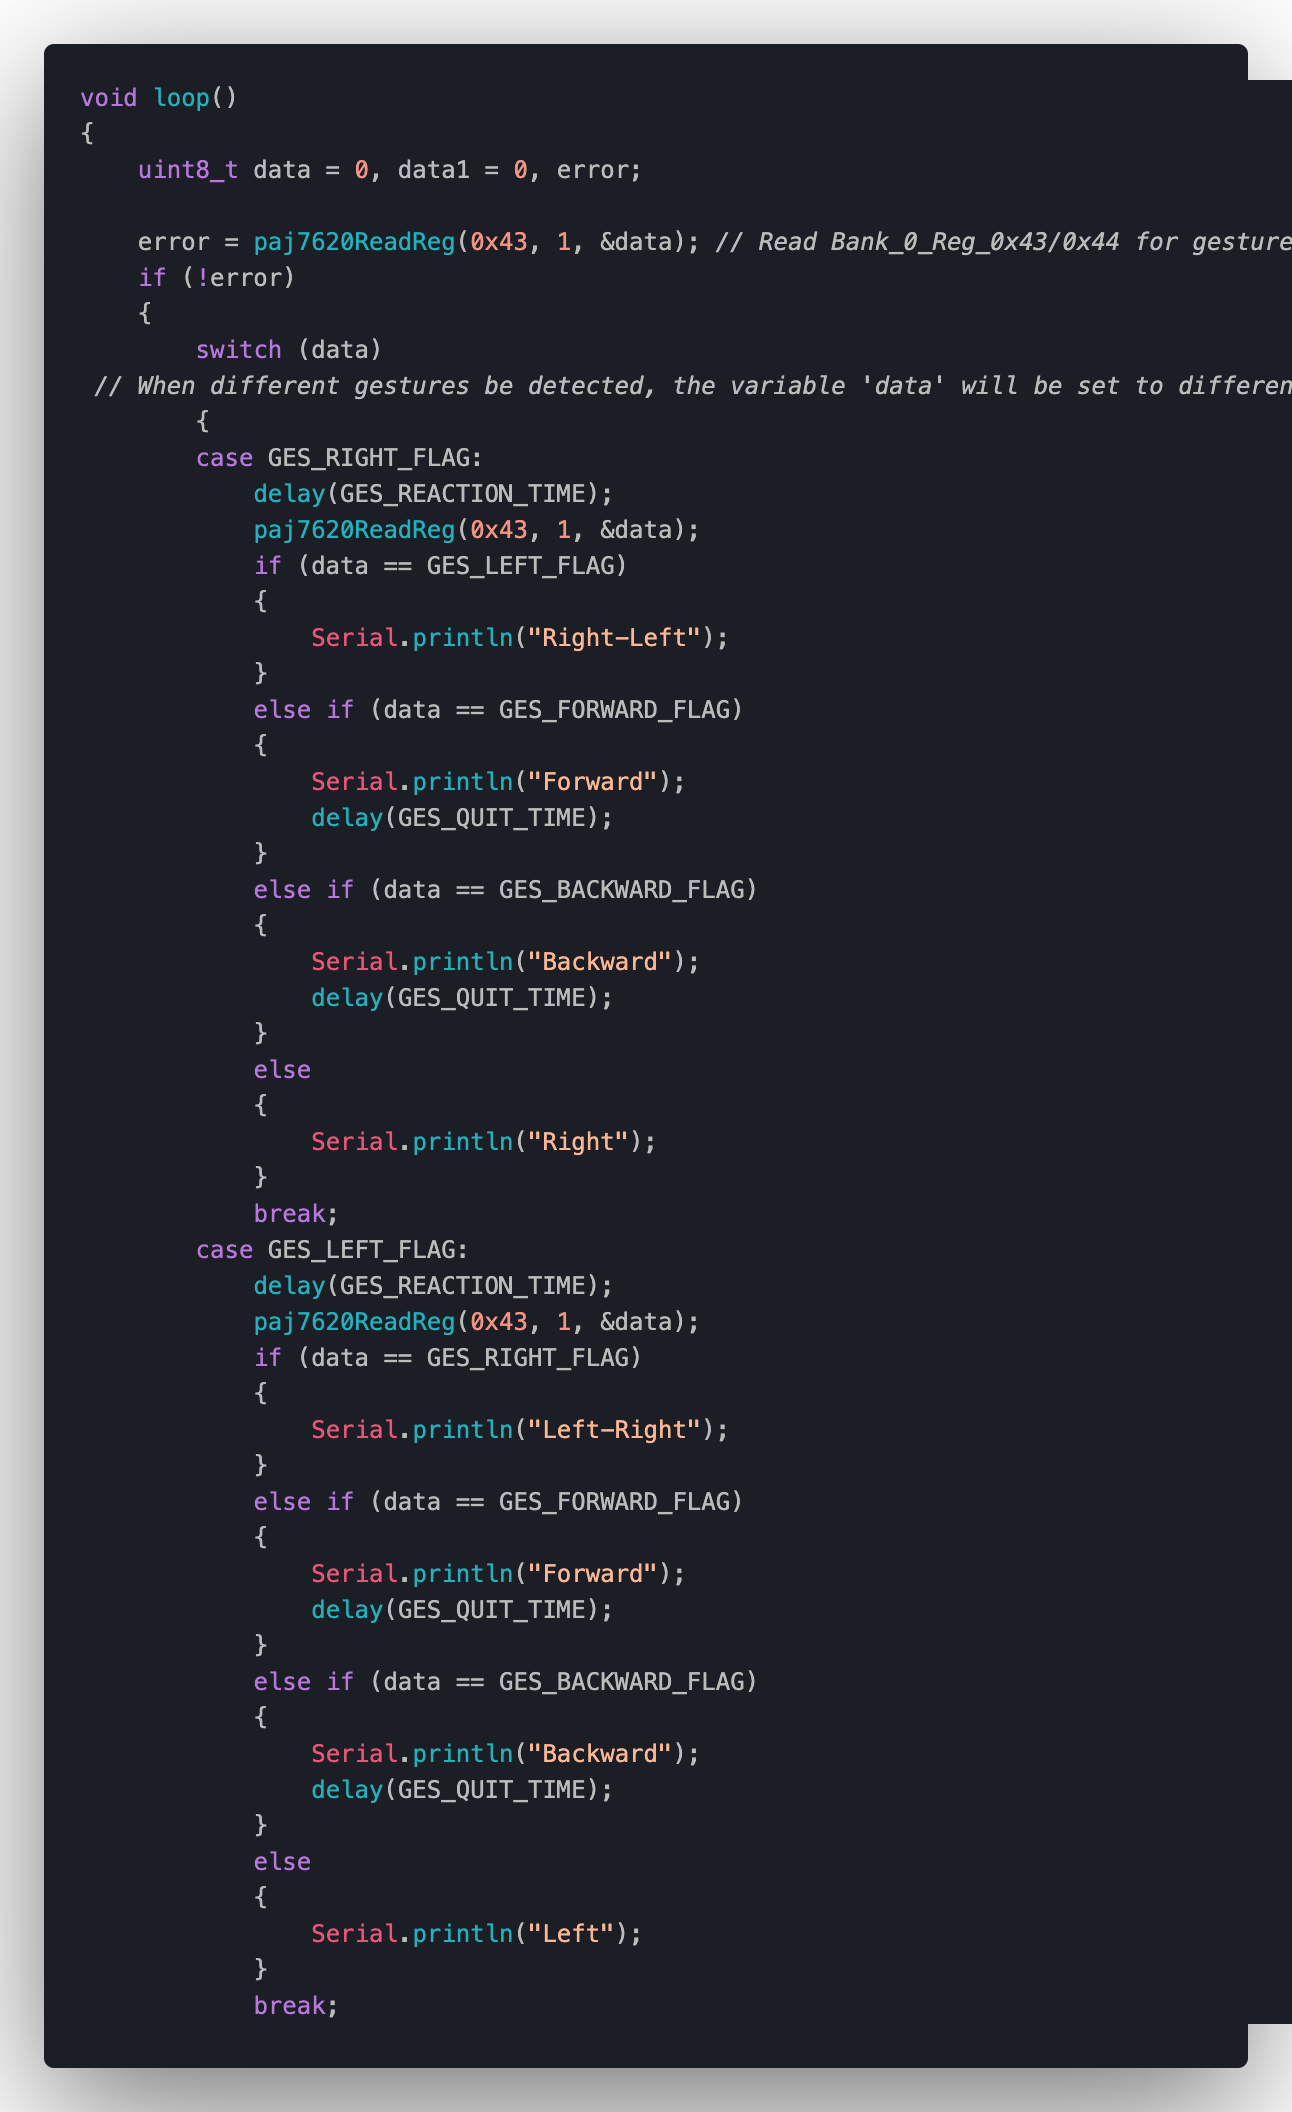 void loop()
{
    uint8_t data = 0, data1 = 0, error;

    error = paj7620ReadReg(0x43, 1, &data); // Read Bank_0_Reg_0x43/0x44 for gesture
    if (!error)
    {
        switch (data)
 // When different gestures be detected, the variable 'data' will be set to differen
        {
        case GES_RIGHT_FLAG:
            delay(GES_REACTION_TIME);
            paj7620ReadReg(0x43, 1, &data);
            if (data == GES_LEFT_FLAG)
            {
                Serial.println("Right-Left");
            }
            else if (data == GES_FORWARD_FLAG)
            {
                Serial.println("Forward");
                delay(GES_QUIT_TIME);
            }
            else if (data == GES_BACKWARD_FLAG)
            {
                Serial.println("Backward");
                delay(GES_QUIT_TIME);
            }
            else
            {
                Serial.println("Right");
            }
            break;
        case GES_LEFT_FLAG:
            delay(GES_REACTION_TIME);
            paj7620ReadReg(0x43, 1, &data);
            if (data == GES_RIGHT_FLAG)
            {
                Serial.println("Left-Right");
            }
            else if (data == GES_FORWARD_FLAG)
            {
                Serial.println("Forward");
                delay(GES_QUIT_TIME);
            }
            else if (data == GES_BACKWARD_FLAG)
            {
                Serial.println("Backward");
                delay(GES_QUIT_TIME);
            }
            else
            {
                Serial.println("Left");
            }
            break;